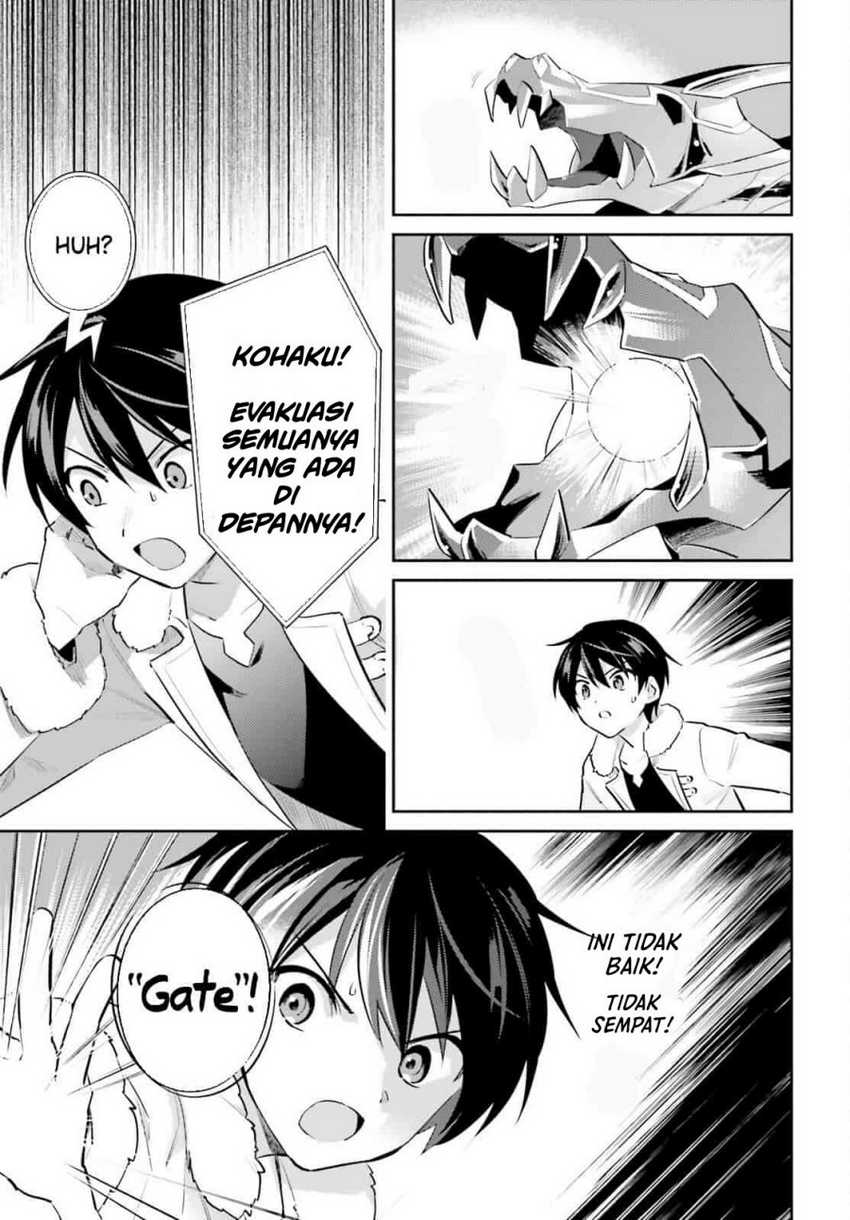 HUH?
KOHAKU!
EVAKUASI
SEMUANYA
YANG ADA
DI
DEPANNYA!
INI TIDAK
BAIK!
TIDAK
SEMPAT!
"Gate"!